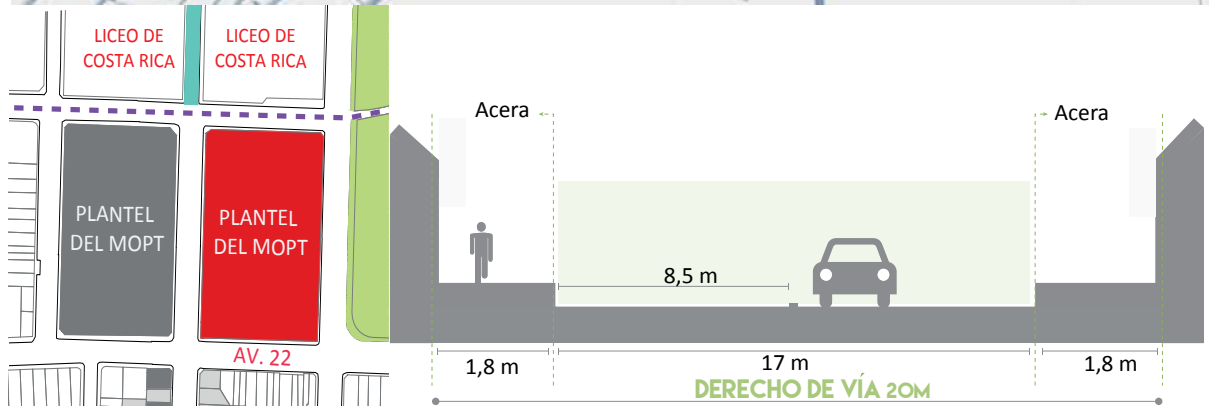 LICEO DE
COSTA RICA
LICEO DE
COSTA RICA
PLANTEL
DEL MOPT
PLANTEL
DEL MOPT
AV. 22
Acera
Acera
8,5 m
1,8 m
17 m
1,8 m
DERECHO DE VÍA 20M